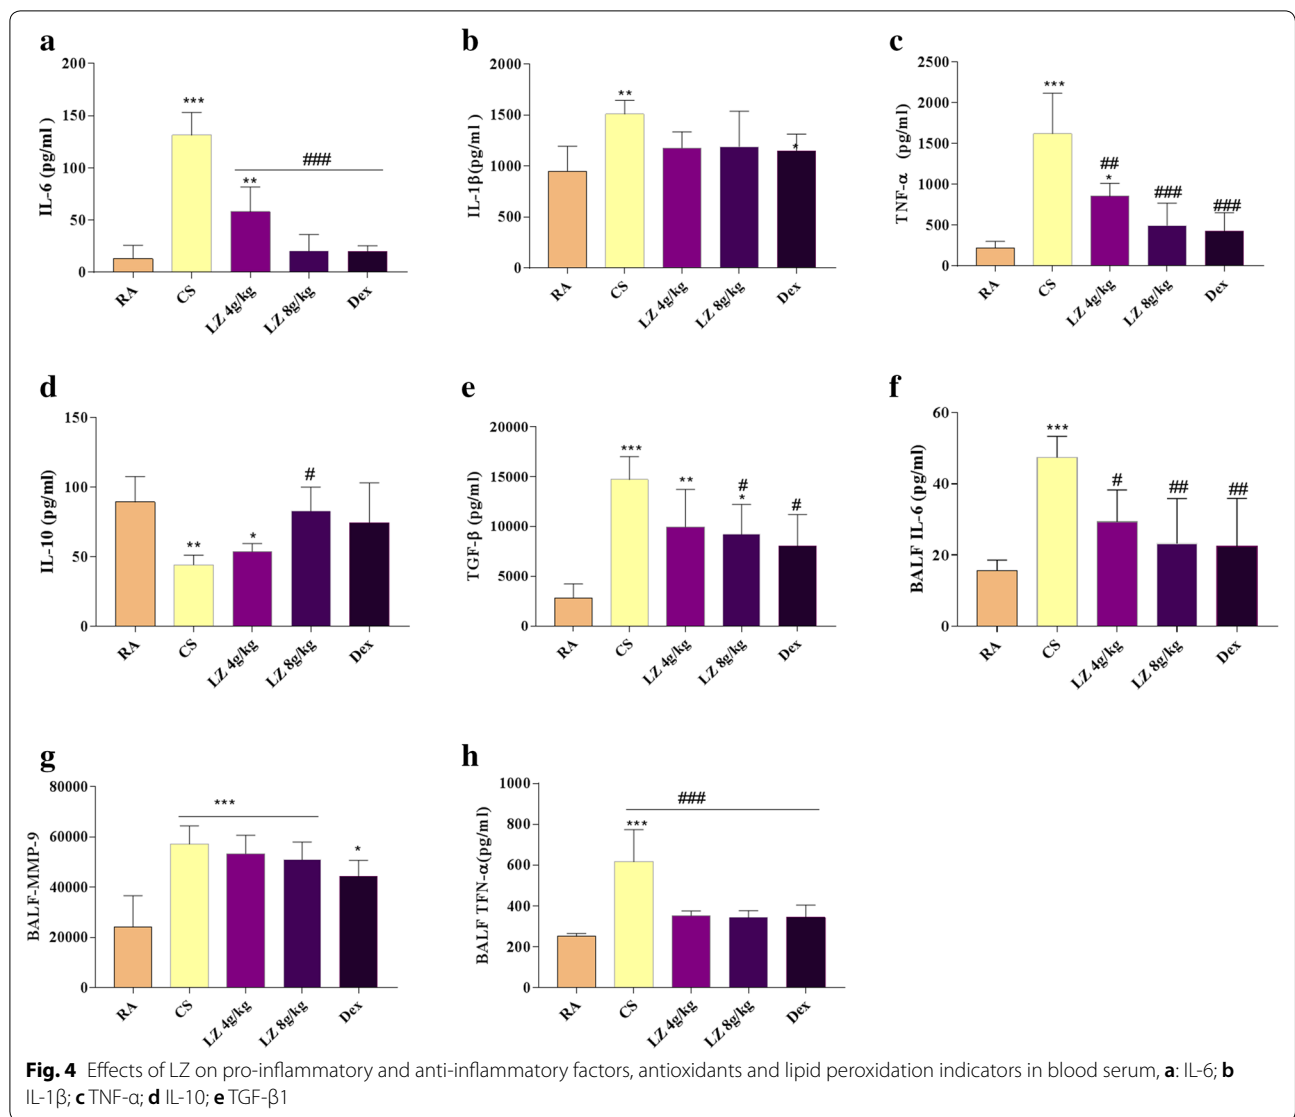 a
IL-6 (pg/ml)
200
150
100
50
0
***
**
###
RA
CS
LZ 4g/kg
LZ 8g/kg
Dex
b
IL-1β(pg/ml )
2000
1500
1000
500
0
**
*
RA
CS
LZ 4g/kg
LZ 8g/kg
Dex
c
TNF-α (pg/ml)
2500
2000
1500
1000
500
0
***
##
*
###
###
RA
CS
LZ 4g/kg
LZ 8g/kg
Dex
d
IL-10 (pg/ml)
150
100
50
0
**
*
#
RA
CS
LZ 4g/kg
LZ 8g/kg
Dex
e
TGF-β (pg/ml)
20000
15000
10000
5000
0
***
**
#
*
#
RA
CS
LZ 4g/kg
LZ 8g/kg
Dex
f
BALF IL-6 (pg/ml)
60
40
20
0
***
#
##
##
RA
CS
LZ 4g/kg
LZ 8g/kg
Dex
g
BALF-MMP-9
80000
60000
40000
20000
0
***
*
RA
CS
LZ 4g/kg
LZ 8g/kg
Dex
h
BALF TFN-α(pg/ml)
1000
800
600
400
200
0
###
***
RA
CS
LZ 4g/kg
LZ 8g/kg
Dex
Fig. 4 Effects of LZ on pro-inflammatory and anti-inflammatory factors, antioxidants and lipid peroxidation indicators in blood serum, a: IL-6; b
IL-1β; c TNF-α; d IL-10; e TGF-β1